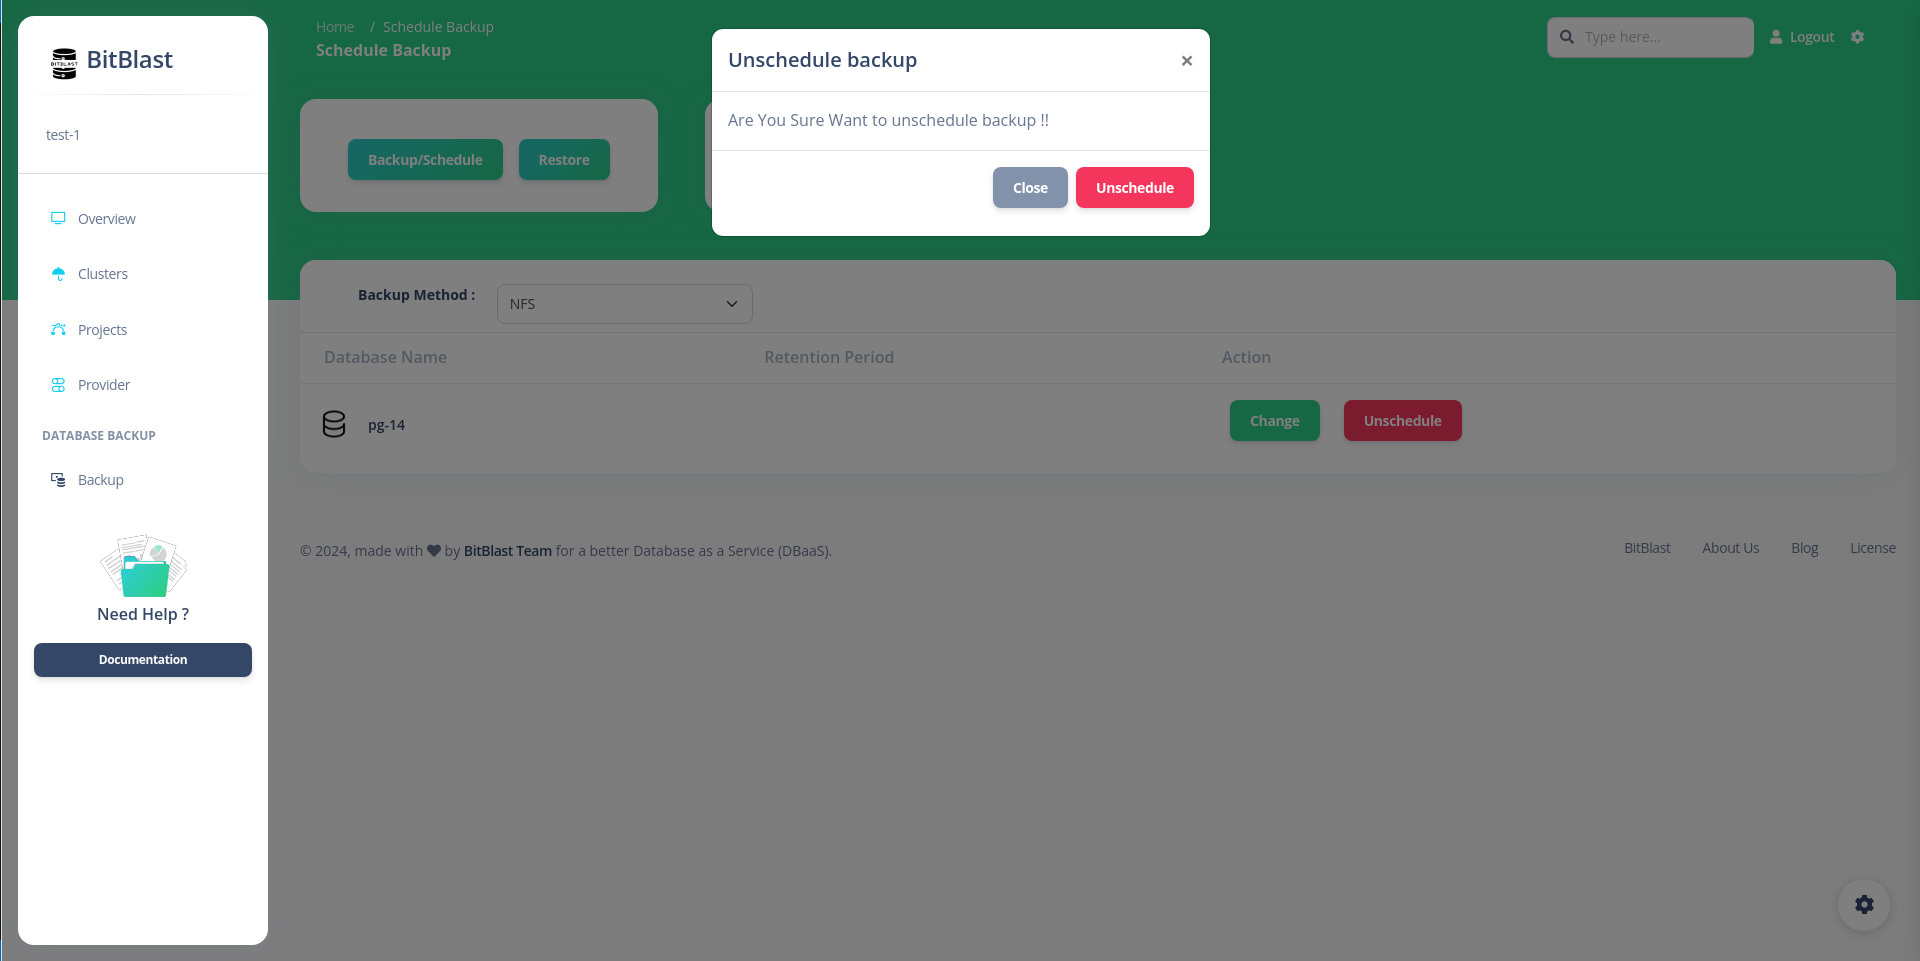 BitBlast
test-1
Overview
Clusters
Projects
Provider
DATABASE BACKUP
Backup
Need Help ?
Documentation
Home / Schedule Backup
Schedule Backup
Type here...
Logout
Backup/Schedule
Restore
Unschedule backup
×
Are You Sure Want to unschedule backup !!
Close
Unschedule
Backup Method :
NFS
Database Name
Retention Period
Action
pg-14
Change
Unschedule
© 2024, made with by BitBlast Team for a better Database as a Service (DBaaS).
BitBlast
About Us
Blog
License